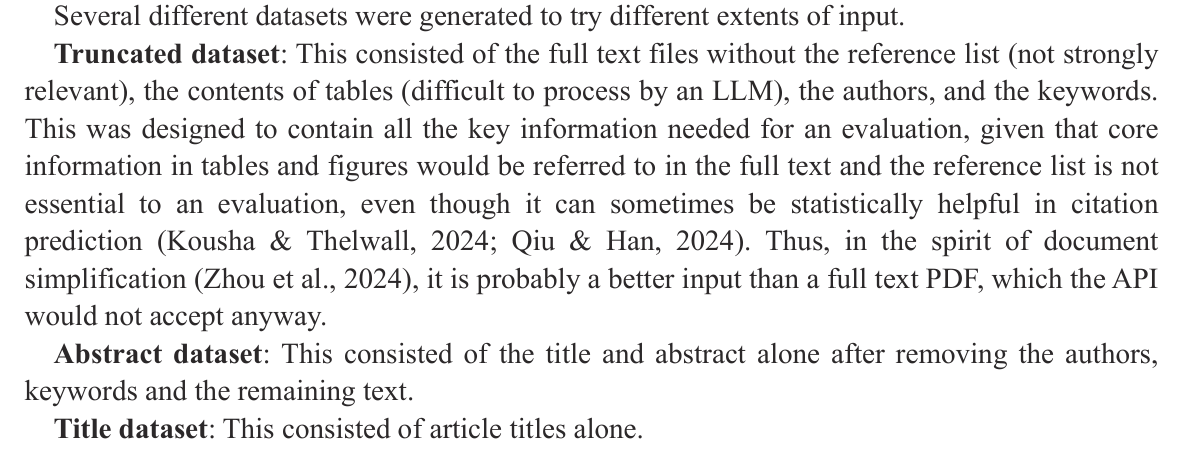 Several different datasets were generated to try different extents of input.
Truncated dataset: This consisted of the full text files without the reference list (not strongly
relevant), the contents of tables (difficult to process by an LLM), the authors, and the keywords.
This was designed to contain all the key information needed for an evaluation, given that core
information in tables and figures would be referred to in the full text and the reference list is not
essential to an evaluation, even though it can sometimes be statistically helpful in citation
prediction (Kousha & Thelwall, 2024; Qiu & Han, 2024). Thus, in the spirit of document
simplification (Zhou et al., 2024), it is probably a better input than a full text PDF, which the API
would not accept anyway.
Abstract dataset: This consisted of the title and abstract alone after removing the authors,
keywords and the remaining text.
Title dataset: This consisted of article titles alone.